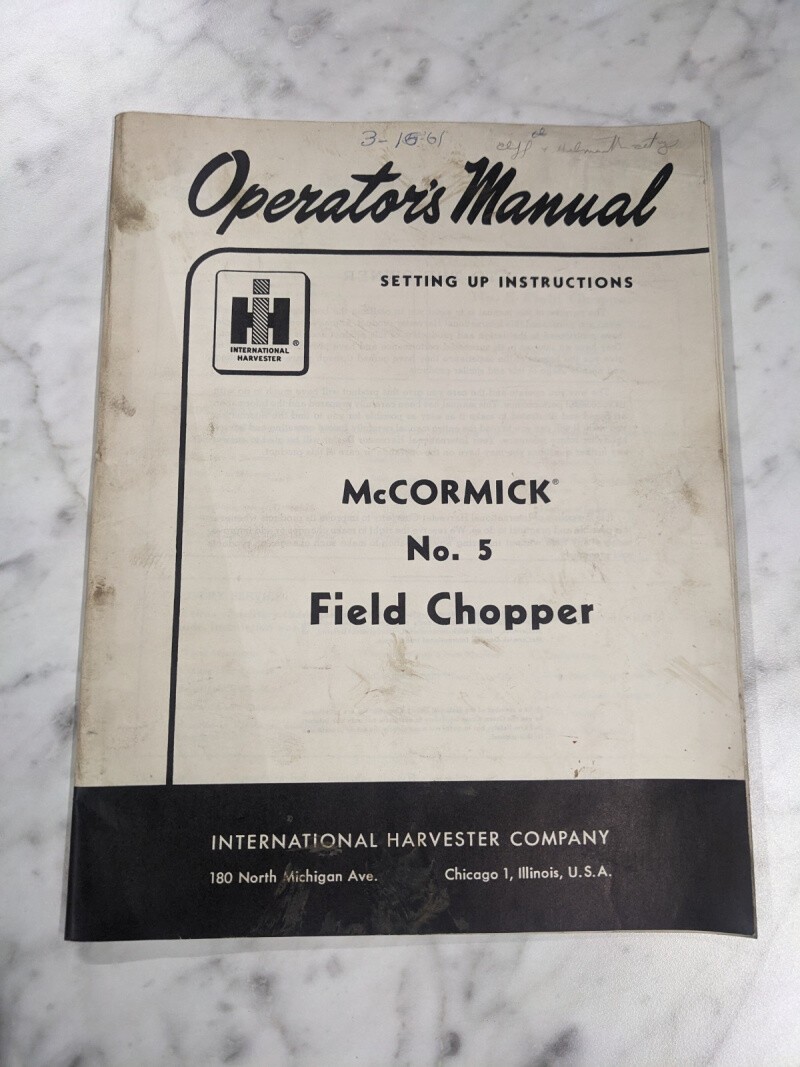 3-15-61
Operator's Manual
SETTING UP INSTRUCTIONS
IH ®
INTERNATIONAL
HARVESTER
McCORMICK®
No. 5
Field Chopper
INTERNATIONAL HARVESTER COMPANY
180 North Michigan Ave. Chicago 1, Illinois, U.S.A.